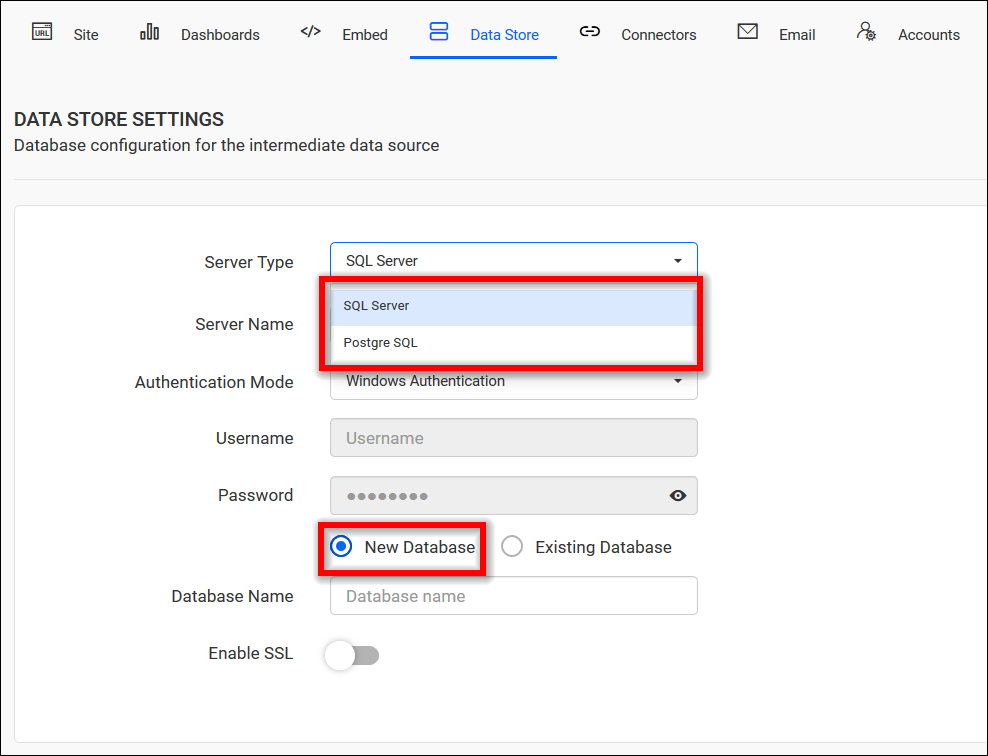 URL Site Dashboards Embed Data Store Connectors Email Accounts
DATA STORE SETTINGS
Database configuration for the intermediate data source
Server Type SQL Server
SQL Server
Server Name
Postgre SQL
Authentication Mode Windows Authentication
Username Username
Password
New Database Existing Database
Database Name Database name
Enable SSL